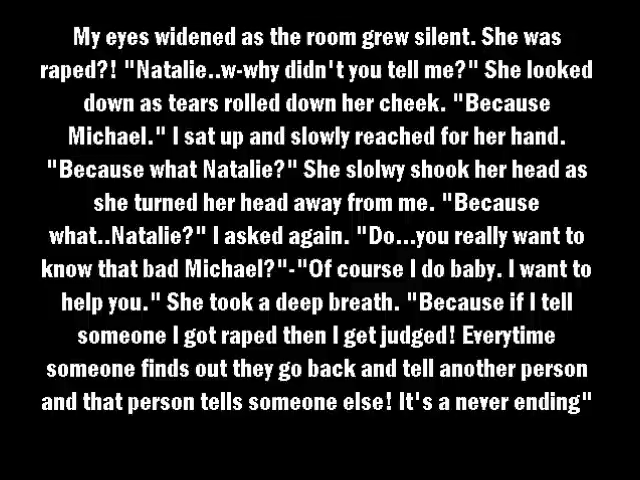 My eyes widened as the room grew silent. She was
raped?! "Natalie..w-why didn't you tell me?" She looked
down as tears rolled down her cheek. "Because
Michael." I sat up and slowly reached for her hand.
"Because what Natalie?" She slolwy shook her head as
she turned her head away from me. "Because
what..Natalie?" I asked again. "Do...you really want to
know that bad Michael?"-"Of course I do baby. I want to
help you." She took a deep breath. "Because if I tell
someone I got raped then I get judged! Everytime
someone finds out they go back and tell another person
and that person tells someone else! It's a never ending"